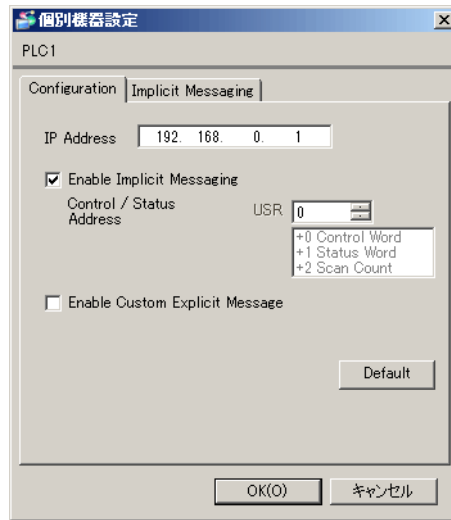 個別機器設定
PLC1
Configuration
Implicit Messaging
IP Address 192. 168. 0. 1
Enable Implicit Messaging
Control / Status
Address
USR 0
+0 Control Word
+1 Status Word
+2 Scan Count
Enable Custom Explicit Message
Default
OK(O)
キャンセル